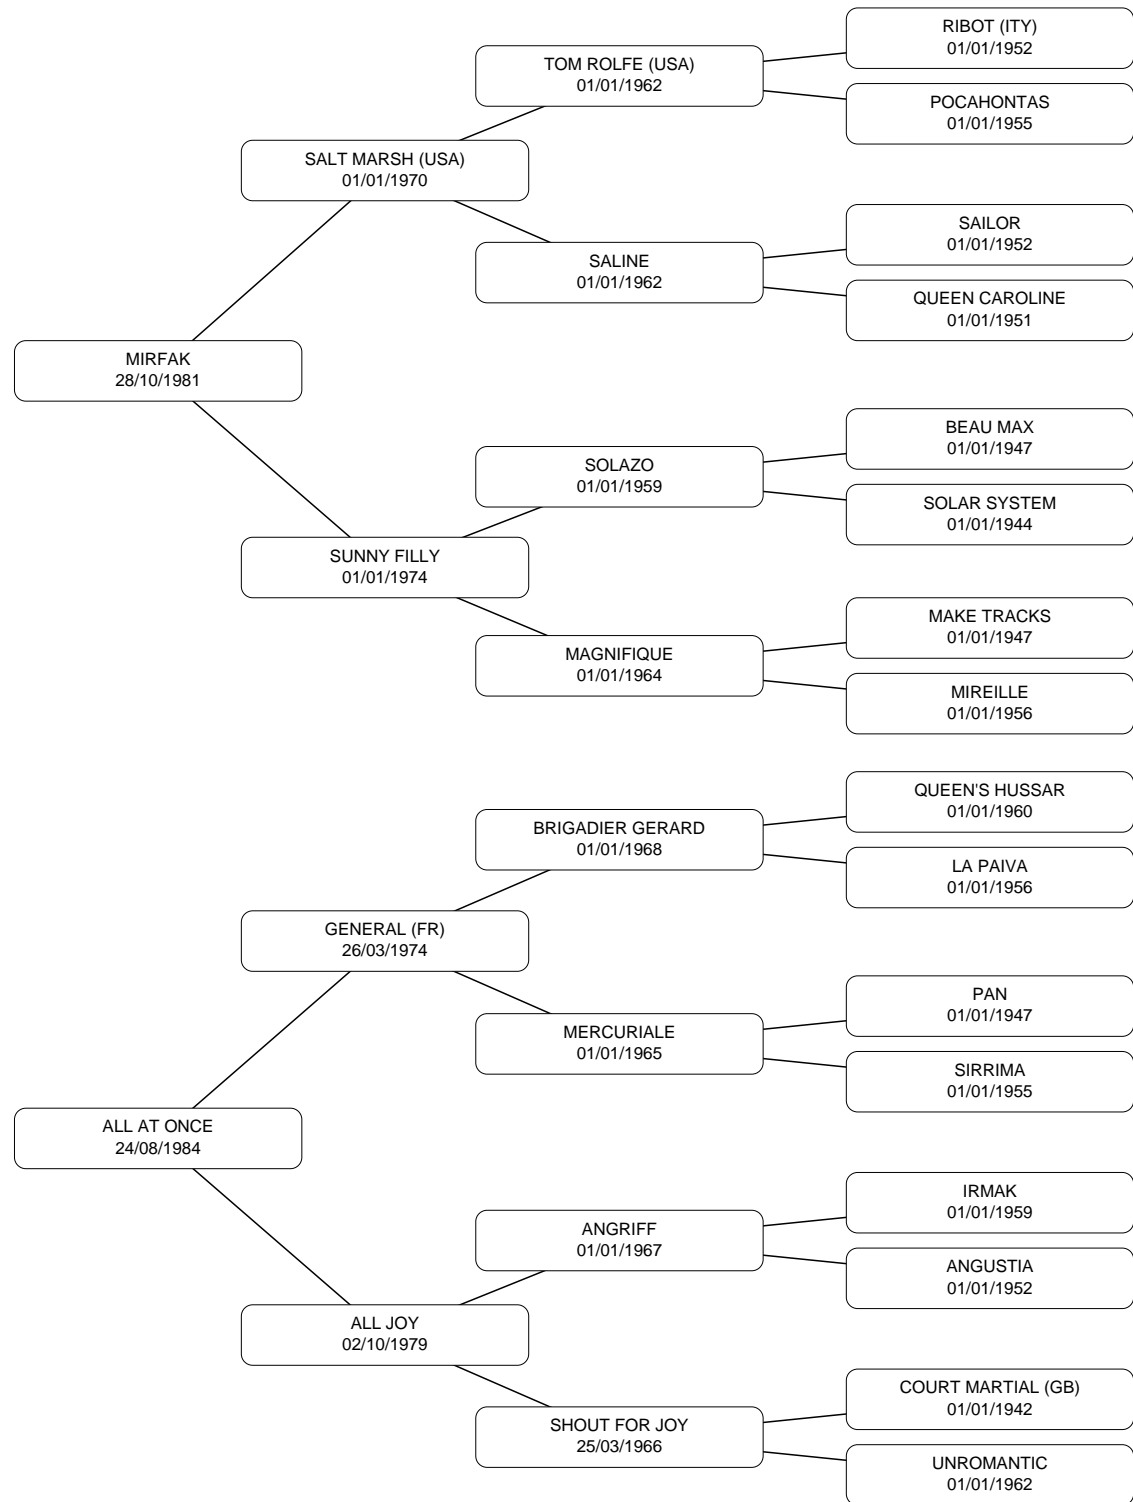 RIBOT (ITY)
01/01/1952
TOM ROLFE (USA)
01/01/1962
POCAHONTAS
01/01/1955
SALT MARSH (USA)
01/01/1970
SAILOR
01/01/1952
SALINE
01/01/1962
QUEEN CAROLINE
01/01/1951
MIRFAK
28/10/1981
BEAU MAX
01/01/1947
SOLAZO
01/01/1959
SOLAR SYSTEM
01/01/1944
SUNNY FILLY
01/01/1974
MAKE TRACKS
01/01/1947
MAGNIFIQUE
01/01/1964
MIREILLE
01/01/1956
QUEEN'S HUSSAR
01/01/1960
BRIGADIER GERARD
01/01/1968
LA PAIVA
01/01/1956
GENERAL (FR)
26/03/1974
PAN
01/01/1947
MERCURIALE
01/01/1965
SIRRIMA
01/01/1955
ALL AT ONCE
24/08/1984
IRMAK
01/01/1959
ANGRIFF
01/01/1967
ANGUSTIA
01/01/1952
ALL JOY
02/10/1979
COURT MARTIAL (GB)
01/01/1942
SHOUT FOR JOY
25/03/1966
UNROMANTIC
01/01/1962